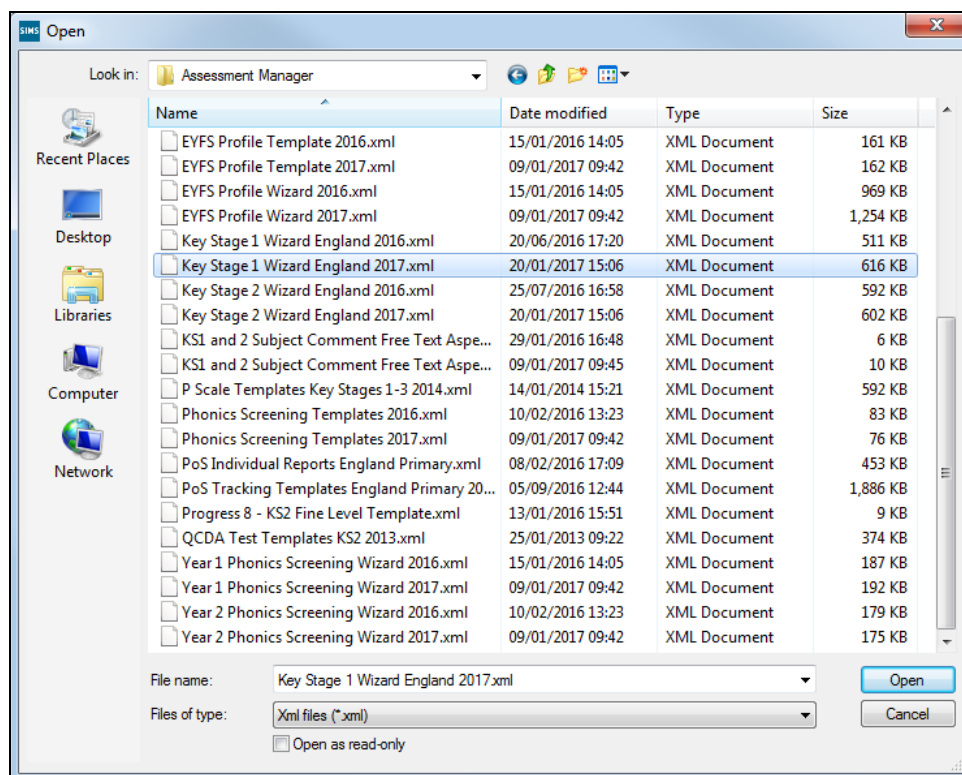 SIMS Open
Look in: Assessment Manager
Name Date modified Type Size
EYFS Profile Template 2016.xml 15/01/2016 14:05 XML Document 161 KB
EYFS Profile Template 2017.xml 09/01/2017 09:42 XML Document 162 KB
EYFS Profile Wizard 2016.xml 15/01/2016 14:05 XML Document 969 KB
EYFS Profile Wizard 2017.xml 09/01/2017 09:42 XML Document 1,254 KB
Key Stage 1 Wizard England 2016.xml 20/06/2016 17:20 XML Document 511 KB
Key Stage 1 Wizard England 2017.xml 20/01/2017 15:06 XML Document 616 KB
Key Stage 2 Wizard England 2016.xml 25/07/2016 16:58 XML Document 592 KB
Key Stage 2 Wizard England 2017.xml 20/01/2017 15:06 XML Document 602 KB
KS1 and 2 Subject Comment Free Text Aspe... 29/01/2016 16:48 XML Document 6 KB
KS1 and 2 Subject Comment Free Text Aspe... 09/01/2017 09:45 XML Document 10 KB
P Scale Templates Key Stages 1-3 2014.xml 14/01/2014 15:21 XML Document 592 KB
Phonics Screening Templates 2016.xml 10/02/2016 13:23 XML Document 83 KB
Phonics Screening Templates 2017.xml 09/01/2017 09:42 XML Document 76 KB
PoS Individual Reports England Primary.xml 08/02/2016 17:09 XML Document 453 KB
PoS Tracking Templates England Primary 20... 05/09/2016 12:44 XML Document 1,886 KB
Progress 8 - KS2 Fine Level Template.xml 13/01/2016 15:51 XML Document 9 KB
QCDA Test Templates KS2 2013.xml 25/01/2013 09:22 XML Document 374 KB
Year 1 Phonics Screening Wizard 2016.xml 15/01/2016 14:05 XML Document 187 KB
Year 1 Phonics Screening Wizard 2017.xml 09/01/2017 09:42 XML Document 192 KB
Year 2 Phonics Screening Wizard 2016.xml 10/02/2016 13:23 XML Document 179 KB
Year 2 Phonics Screening Wizard 2017.xml 09/01/2017 09:42 XML Document 175 KB
Recent Places
Desktop
Libraries
Computer
Network
File name: Key Stage 1 Wizard England 2017.xml Open
Files of type: Xml files (*.xml) Cancel
Open as read-only